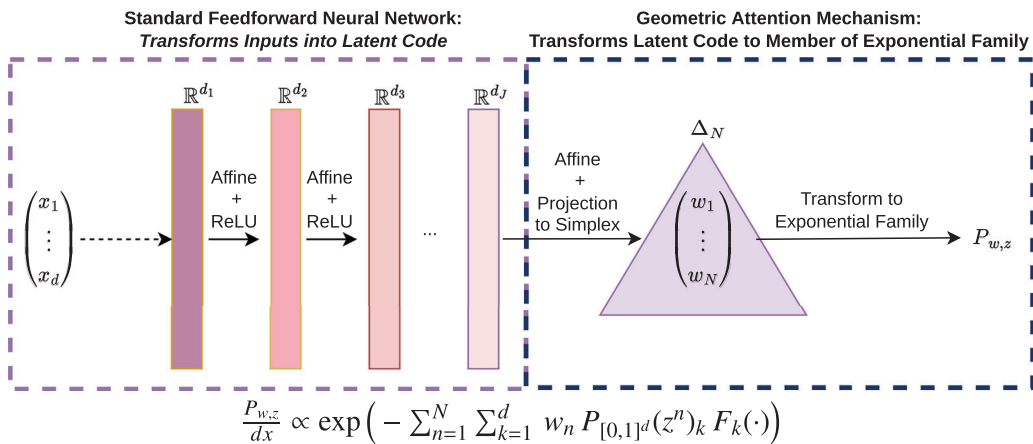 Standard Feedforward Neural Network:
Transforms Inputs into Latent Code
Geometric Attention Mechanism:
Transforms Latent Code to Member of Exponential Family
ℝ^{d_1}
ℝ^{d_2}
ℝ^{d_3}
ℝ^{d_J}
x_1
⋮
x_d
Affine
+
ReLU
Affine
+
ReLU
...
Affine
+
Projection
to Simplex
Δ_N
w_1
⋮
w_N
Transform to
Exponential Family
P_{w,z}
\frac{P_{w,z}}{dx} ∝ exp( − ∑_{n=1}^{N} ∑_{k=1}^{d} w_n P_{[0,1]^d}(z^n)_k F_k(·))